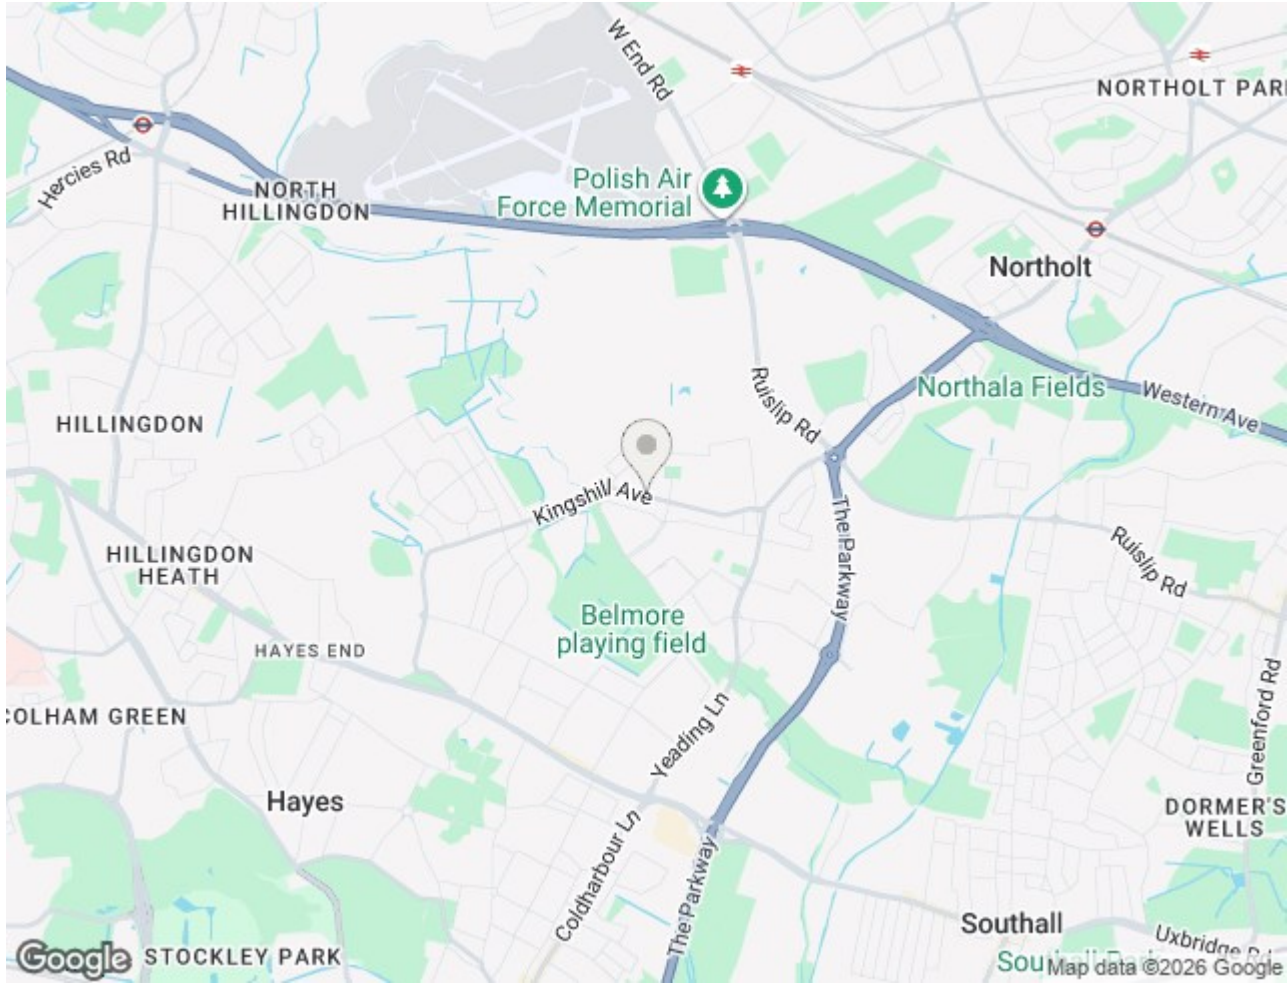 W End Rd
NORTHOLT PARK
Hercies Rd
Polish Air
Force Memorial
NORTH
HILLINGDON
Northolt
Ruislip Rd
Northala Fields
Western Ave
HILLINGDON
Kingshill Ave
The Parkway
Ruislip Rd
HILLINGDON
HEATH
Belmore
playing field
HAYES END
Greenford Rd
COLHAM GREEN
Yeading Ln
Hayes
DORMER'S
WELLS
Coldharbour Ln
The Parkway
Southall
Uxbridge Rd
Google
STOCKLEY PARK
Map data ©2026 Google